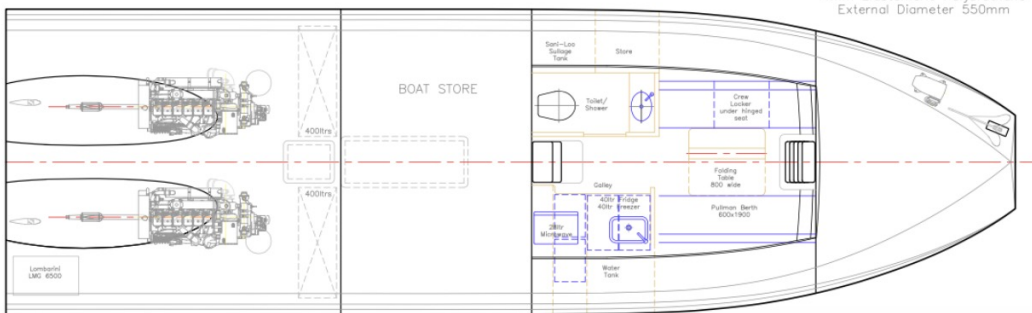 External Diameter 550mm
Sani-Loo
Sullage
Tank
Store
BOAT STORE
Toilet/
Shower
Crew
Locker
under hinged
seat
400ltrs
Folding
Table
800 wide
Galley
400ltrs
40ltr Fridge
40ltr Freezer
Pullman Berth
600x1900
Microwave
Lombarini
LMG 6500
Water
Tank